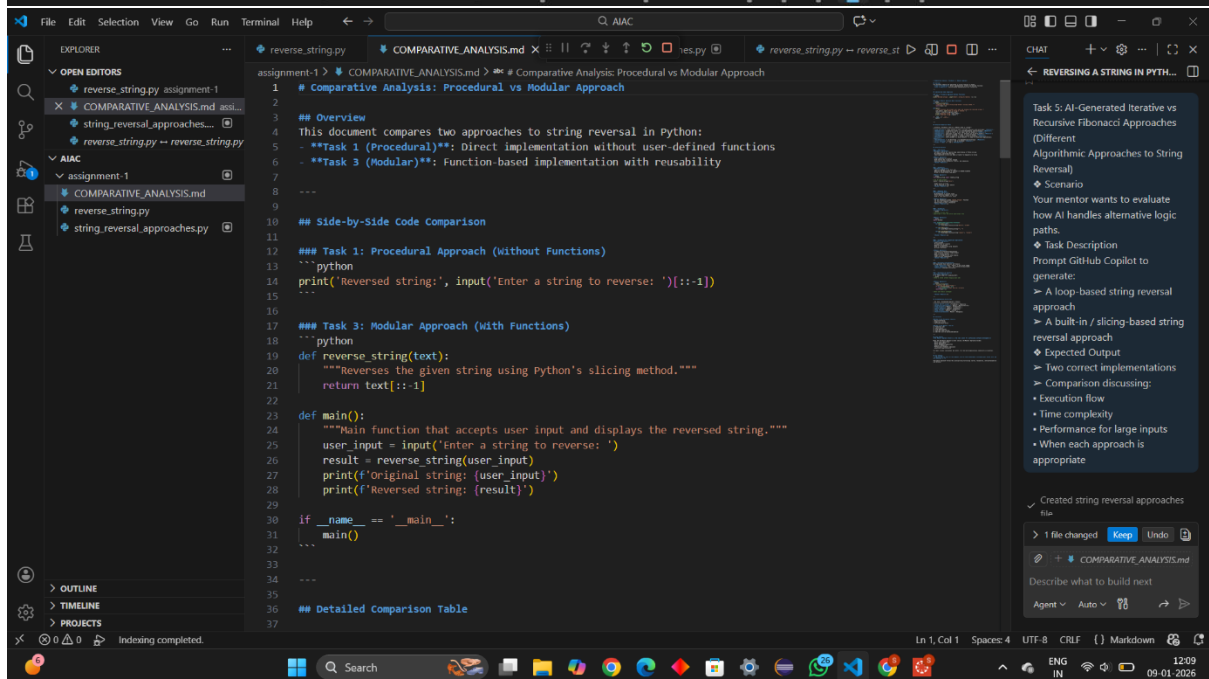 File Edit Selection View Go Run Terminal Help
AIAC
EXPLORER
OPEN EDITORS
reverse_string.py assignment-1
COMPARATIVE_ANALYSIS.md assi...
string_reversal_approaches....
reverse_string.py ↔ reverse_string.py
AIAC
assignment-1
COMPARATIVE_ANALYSIS.md
reverse_string.py
string_reversal_approaches.py
OUTLINE
TIMELINE
PROJECTS
reverse_string.py
COMPARATIVE_ANALYSIS.md
nes.py
reverse_string.py ↔ reverse_st
assignment-1 > COMPARATIVE_ANALYSIS.md > abc # Comparative Analysis: Procedural vs Modular Approach
1 # Comparative Analysis: Procedural vs Modular Approach
2
3 ## Overview
4 This document compares two approaches to string reversal in Python:
5 - **Task 1 (Procedural)**: Direct implementation without user-defined functions
6 - **Task 3 (Modular)**: Function-based implementation with reusability
7
8 ---
9
10 ## Side-by-Side Code Comparison
11
12 ### Task 1: Procedural Approach (Without Functions)
13 ```python
14 print('Reversed string:', input('Enter a string to reverse: ')[::-1])
15 ```
16
17 ### Task 3: Modular Approach (With Functions)
18 ```python
19 def reverse_string(text):
20 """Reverses the given string using Python's slicing method."""
21 return text[::-1]
22
23 def main():
24 """Main function that accepts user input and displays the reversed string."""
25 user_input = input('Enter a string to reverse: ')
26 result = reverse_string(user_input)
27 print(f'Original string: {user_input}')
28 print(f'Reversed string: {result}')
29
30 if __name__ == '__main__':
31 main()
32 ```
33
34 ---
35
36 ## Detailed Comparison Table
37
CHAT
REVERSING A STRING IN PYTH...
Task 5: AI-Generated Iterative vs
Recursive Fibonacci Approaches
(Different
Algorithmic Approaches to String
Reversal)
❖ Scenario
Your mentor wants to evaluate
how AI handles alternative logic
paths.
❖ Task Description
Prompt GitHub Copilot to
generate:
➢ A loop-based string reversal
approach
➢ A built-in / slicing-based string
reversal approach
❖ Expected Output
➢ Two correct implementations
➢ Comparison discussing:
• Execution flow
• Time complexity
• Performance for large inputs
• When each approach is
appropriate
Created string reversal approaches
file
1 file changed Keep Undo
COMPARATIVE_ANALYSIS.md
Describe what to build next
Agent Auto
0 0 Indexing completed.
Ln 1, Col 1 Spaces: 4 UTF-8 CRLF {} Markdown
6
Search
26
ENG
IN
12:09
09-01-2026